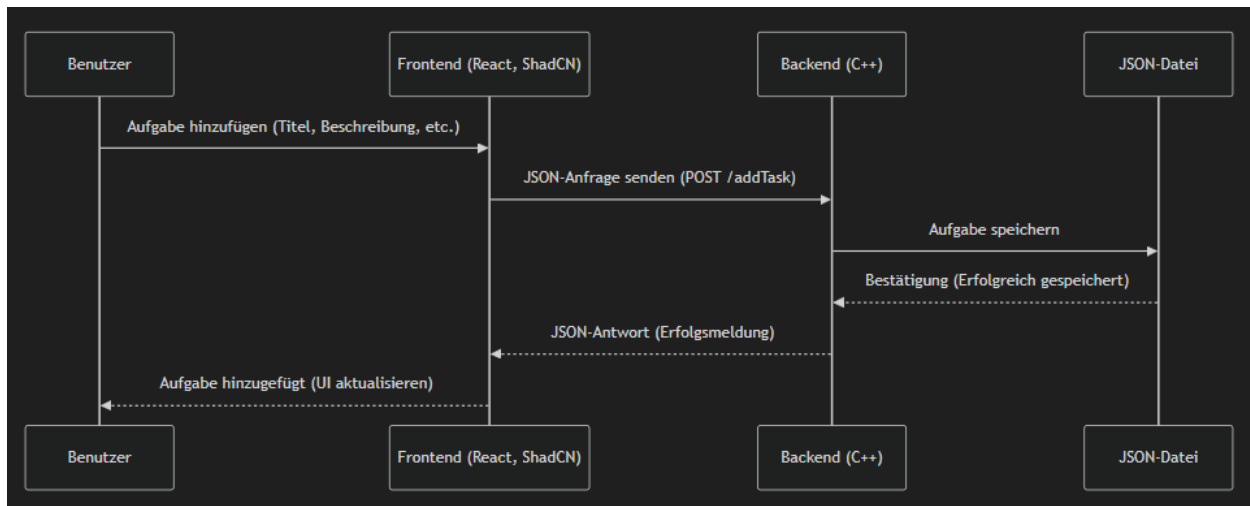 Benutzer
Frontend (React, ShadCN)
Backend (C++)
JSON-Datei
Aufgabe hinzufügen (Titel, Beschreibung, etc.)
JSON-Anfrage senden (POST /addTask)
Aufgabe speichern
Bestätigung (Erfolgreich gespeichert)
JSON-Antwort (Erfolgsmeldung)
Aufgabe hinzugefügt (UI aktualisieren)
Benutzer
Frontend (React, ShadCN)
Backend (C++)
JSON-Datei